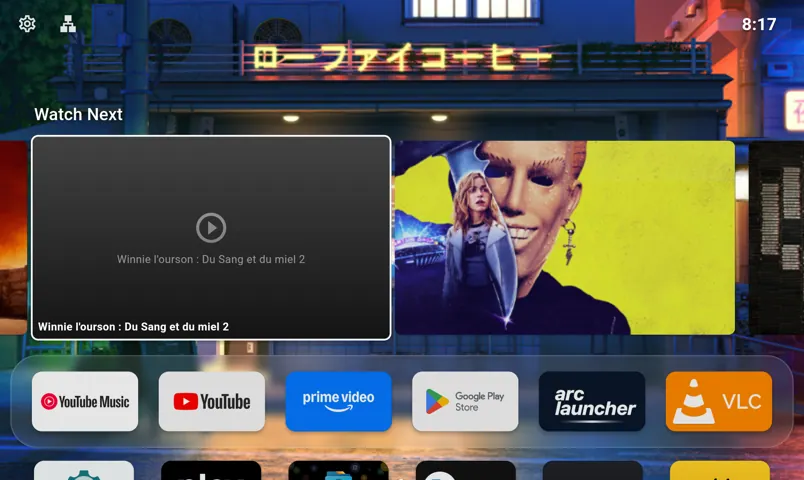 8:17
ローファイコーヒー
Watch Next
Winnie l'ourson : Du Sang et du miel 2
Winnie l'ourson : Du Sang et du miel 2
YouTube Music
YouTube
prime video
Google Play
Store
arc
launcher
VLC